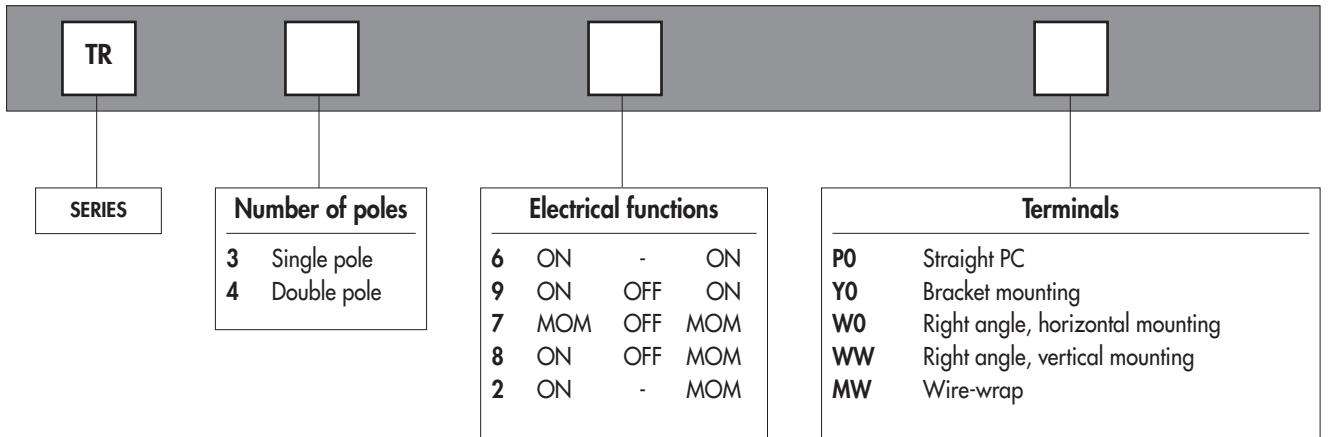 TR
SERIES
Number of poles
3 Single pole
4 Double pole
Electrical functions
6 ON - ON
9 ON OFF ON
7 MOM OFF MOM
8 ON OFF MOM
2 ON - MOM
Terminals
P0 Straight PC
Y0 Bracket mounting
W0 Right angle, horizontal mounting
WW Right angle, vertical mounting
MW Wire-wrap